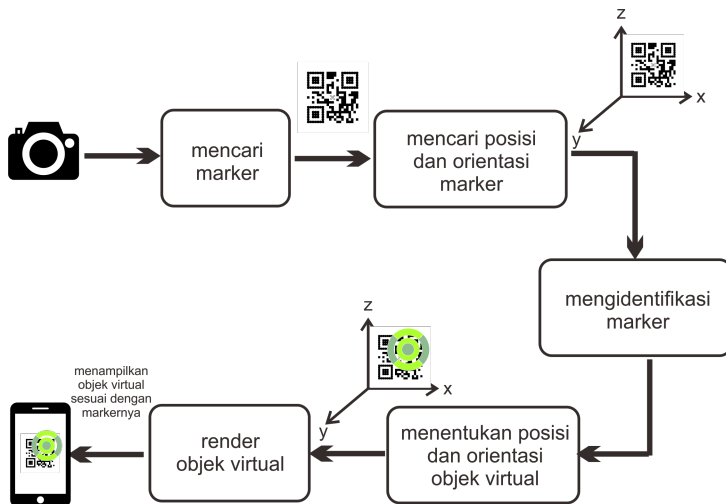 mencari
marker
mencari posisi
dan orientasi
marker
z
x
y
mengidentifikasi
marker
menentukan posisi
dan orientasi
objek virtual
z
x
y
render
objek virtual
menampilkan
objek virtual
sesuai dengan
markernya